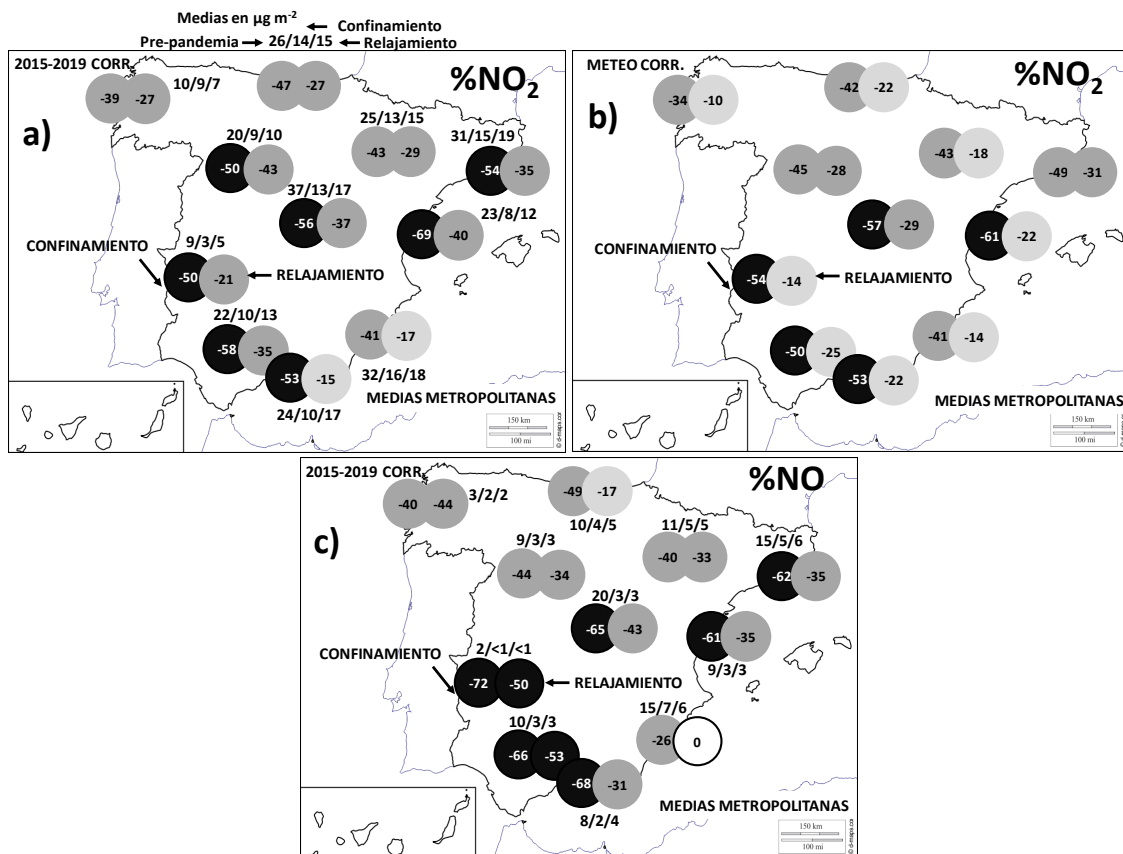 Medias en µg m-2
Confinamiento
Pre-pandemia
26/14/15
Relajamiento
2015-2019 CORR.
%NO2
a)
-39 -27
10/9/7
-47 -27
20/9/10
-50 -43
25/13/15
-43 -29
31/15/19
-54 -35
37/13/17
-56 -37
-69 -40
23/8/12
CONFINAMIENTO
9/3/5
-50 -21
RELAJAMIENTO
22/10/13
-58 -35
-41 -17
32/16/18
-53 -15
24/10/17
MEDIAS METROPOLITANAS
150 km
100 mi
METEO CORR.
%NO2
b)
-34 -10
-42 -22
-45 -28
-43 -18
-49 -31
-57 -29
-61 -22
CONFINAMIENTO
-54 -14
RELAJAMIENTO
-50 -25
-41 -14
-53 -22
MEDIAS METROPOLITANAS
150 km
100 mi
© d-maps.com
2015-2019 CORR.
%NO
c)
-40 -44
3/2/2
-49 -17
10/4/5
9/3/3
-44 -34
11/5/5
-40 -33
15/5/6
-62 -35
20/3/3
-65 -43
-61 -35
9/3/3
CONFINAMIENTO
2/<1/<1
-72 -50
RELAJAMIENTO
10/3/3
-66 -53
15/7/6
-26 0
-68 -31
8/2/4
MEDIAS METROPOLITANAS
150 km
100 mi